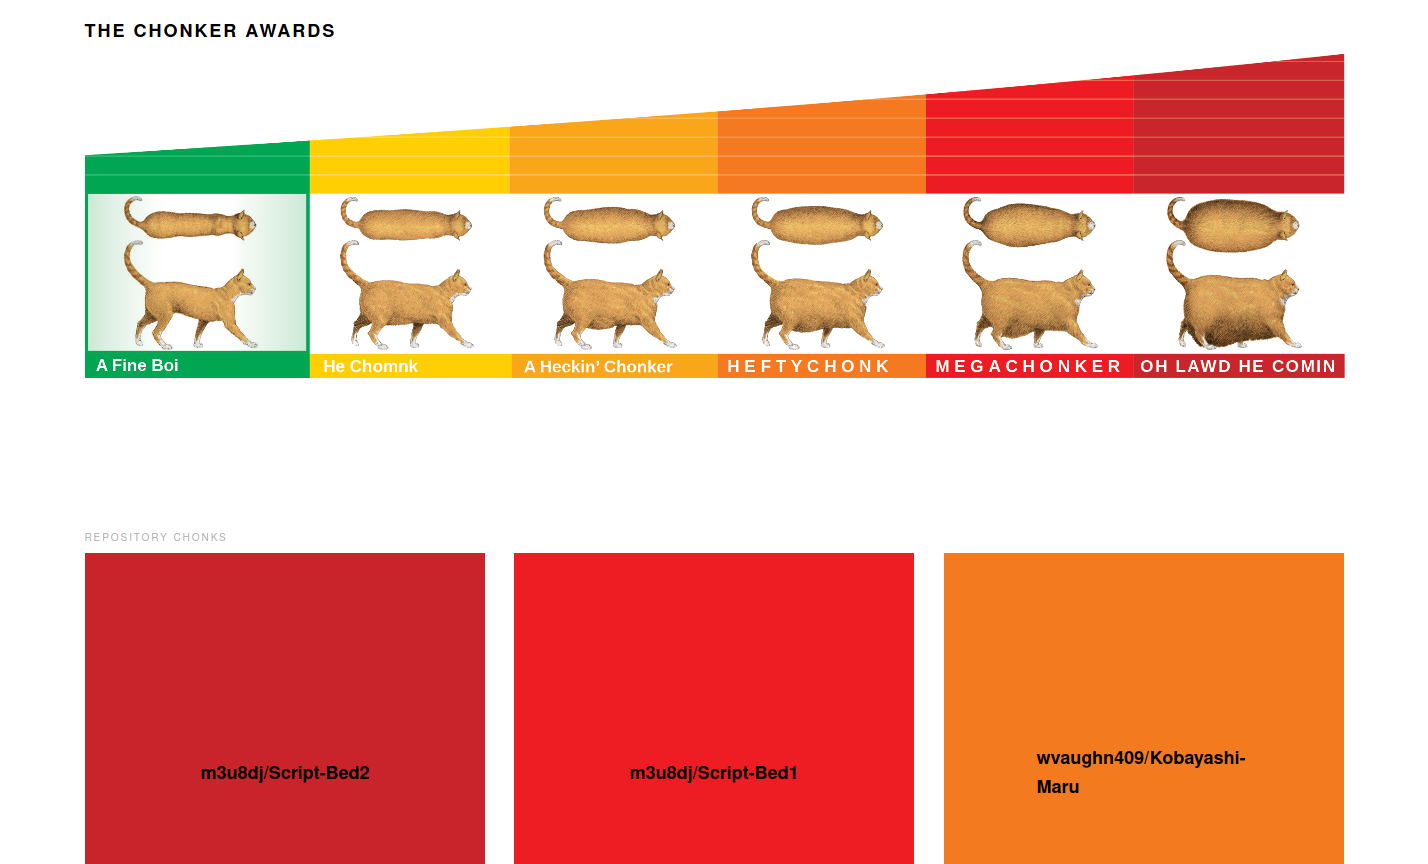 THE CHONKER AWARDS
A Fine Boi
He Chomnk
A Heckin’ Chonker
HEFTYCHONK
MEGACHONKER
OH LAWD HE COMIN
REPOSITORY CHONKS
m3u8dj/Script-Bed2
m3u8dj/Script-Bed1
wvaughn409/Kobayashi-
Maru